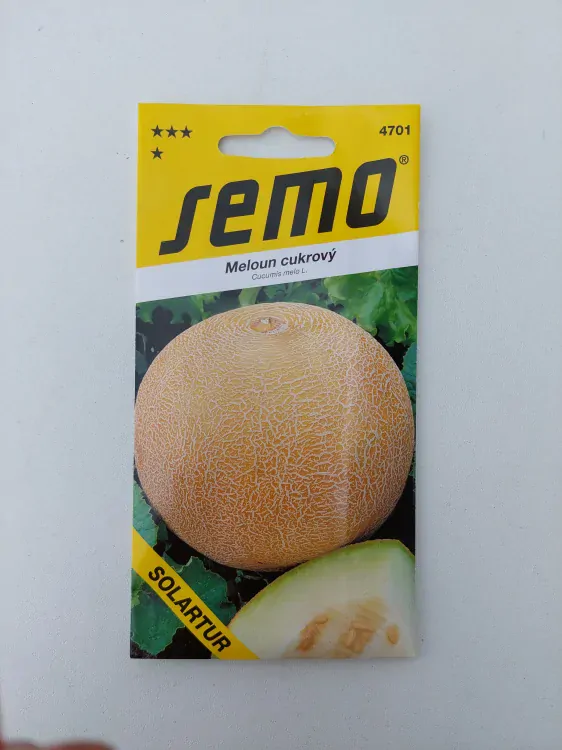 4701
semo®
Meloun cukrový
Cucumis melo L.
SOLARTUR